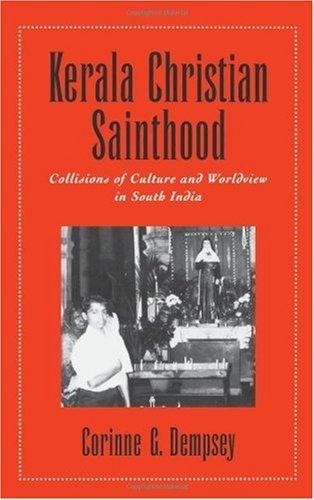 Kerala Christian
Sainthood
Collisions of Culture and Worldview
in South India
Corinne G. Dempsey